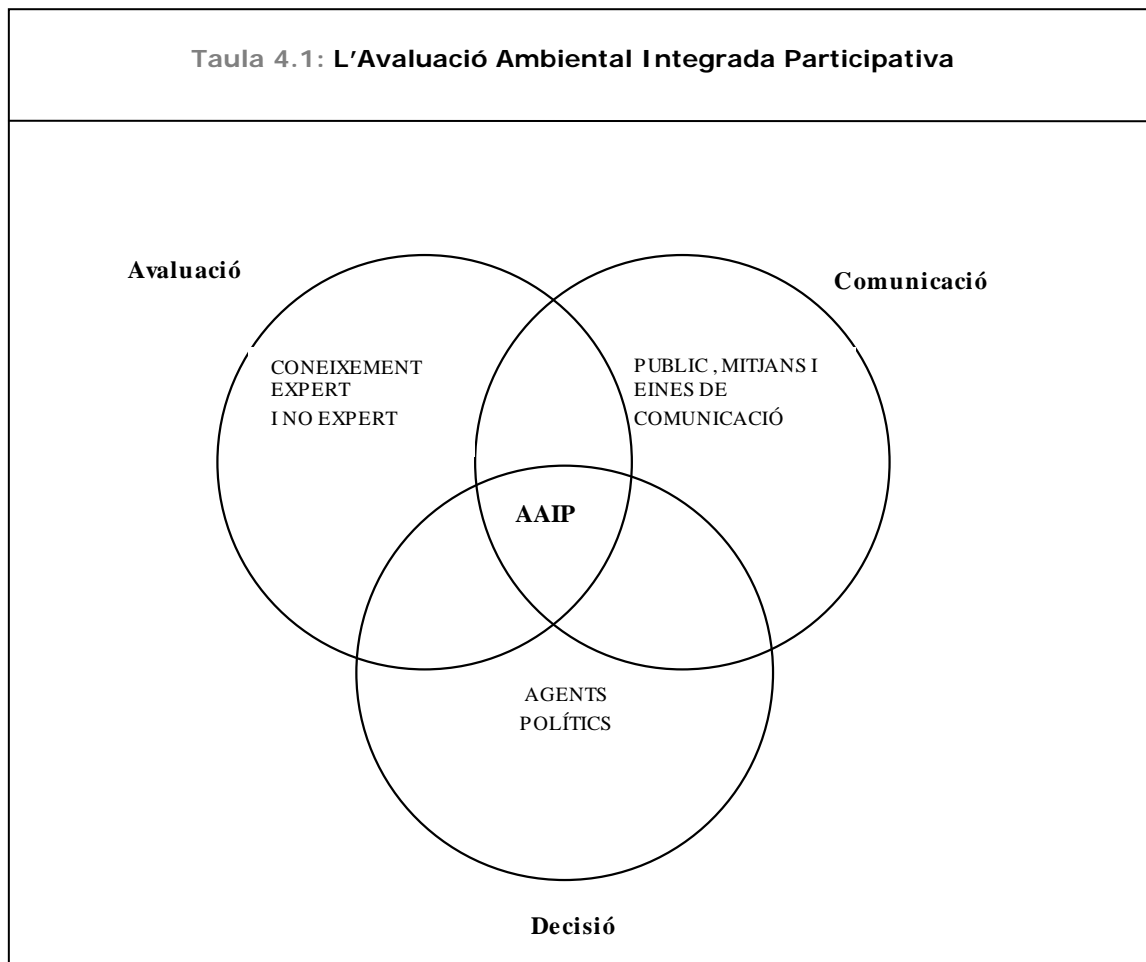 Taula 4.1: L'Avaluació Ambiental Integrada Participativa
Avaluació
Comunicació
CONEIXEMENT
EXPERT
I NO EXPERT
PUBLIC , MITJANS I
EINES DE
COMUNICACIÓ
AAIP
AGENTS
POLÍTICS
Decisió